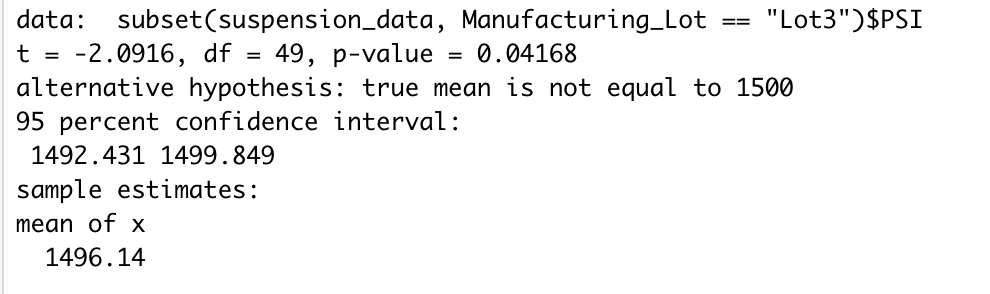 data:  subset(suspension_data, Manufacturing_Lot == "Lot3")$PSI
t = -2.0916, df = 49, p-value = 0.04168
alternative hypothesis: true mean is not equal to 1500
95 percent confidence interval:
 1492.431 1499.849
sample estimates:
mean of x
  1496.14